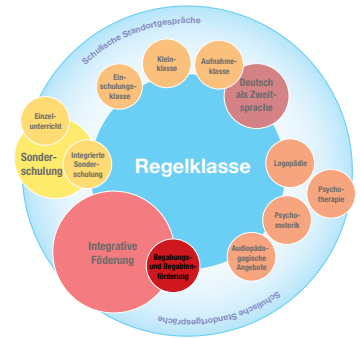 Schulische Standortgespräche
Klein-
klasse
Aufnahme-
klasse
Ein-
schulungs-
klasse
Deutsch
als Zweit-
sprache
Einzel-
unterricht
Sonder-
schulung
Integrierte
Sonder-
schulung
Regelklasse
Logopädie
Psycho-
therapie
Psycho-
motorik
Integrative
Föderung
Begabungs-
und Begabten-
förderung
Audiopäda-
gogische
Angebote
Schulische Standortgespräche